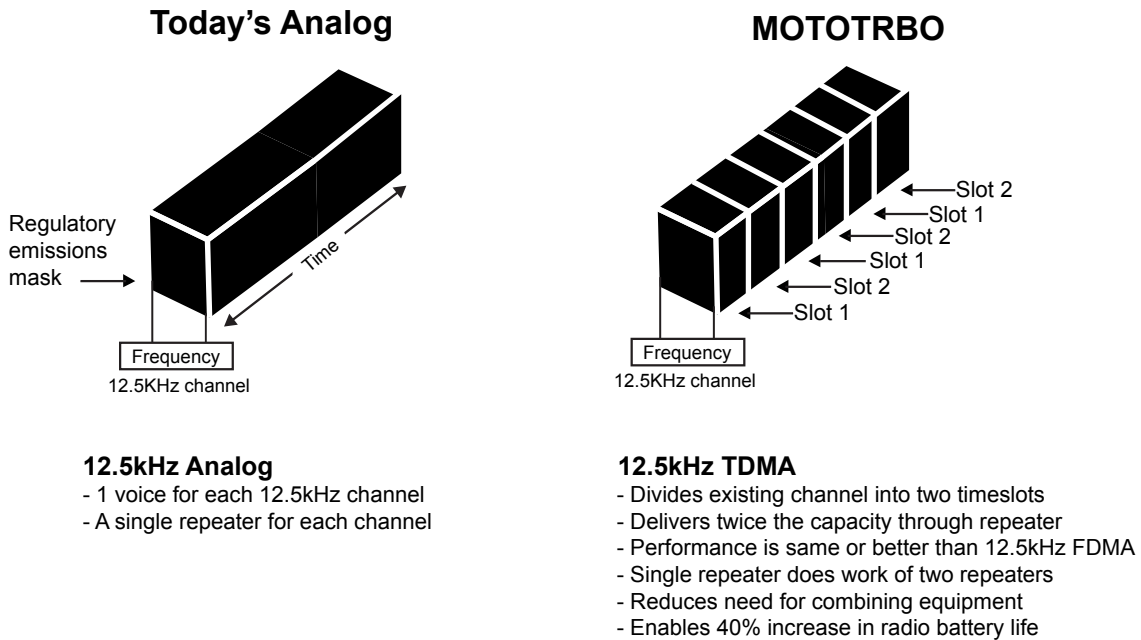 Today's Analog
MOTOTRBO
Regulatory
emissions
mask
Time
Frequency
12.5KHz channel
Slot 2
Slot 1
Slot 2
Slot 1
Slot 2
Slot 1
Frequency
12.5KHz channel
12.5kHz Analog
- 1 voice for each 12.5kHz channel
- A single repeater for each channel
12.5kHz TDMA
- Divides existing channel into two timeslots
- Delivers twice the capacity through repeater
- Performance is same or better than 12.5kHz FDMA
- Single repeater does work of two repeaters
- Reduces need for combining equipment
- Enables 40% increase in radio battery life